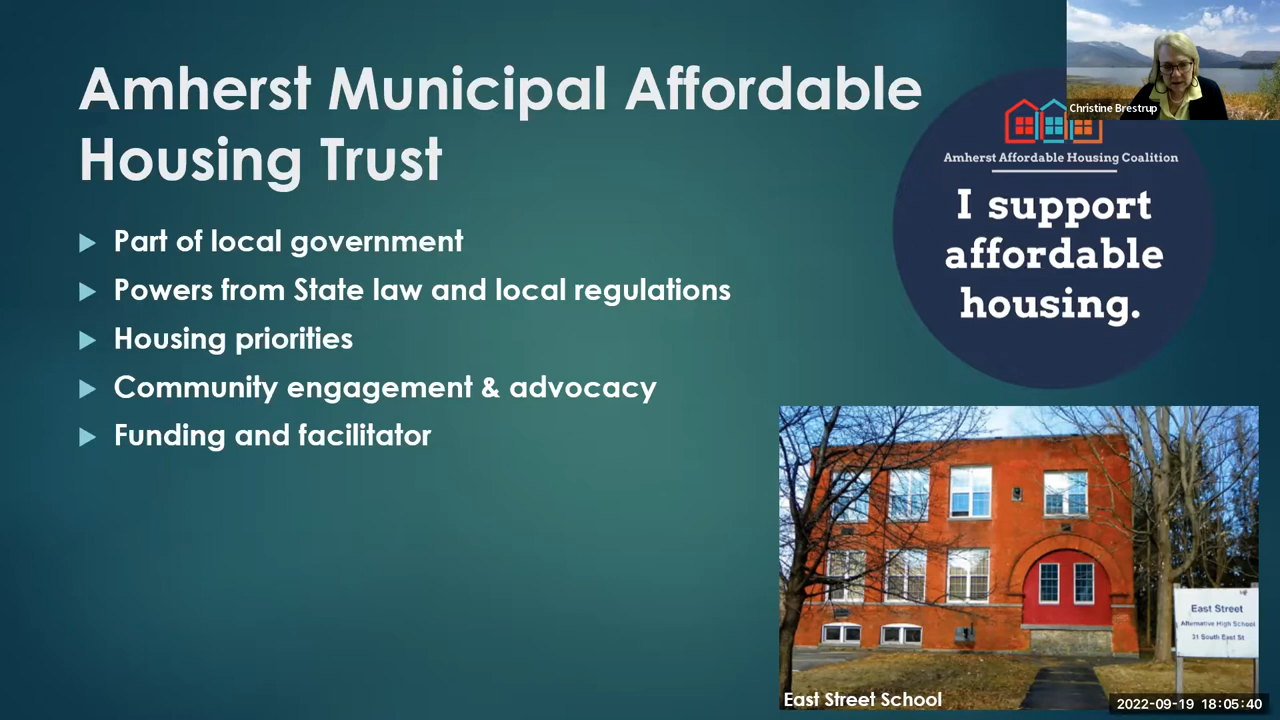 Amherst Municipal Affordable
Housing Trust
Part of local government
Powers from State law and local regulations
Housing priorities
Community engagement & advocacy
Funding and facilitator
Christine Brestrup
Amherst Affordable Housing Coalition
I support
affordable
housing.
East Street
Alternative High School
31 South East St
East Street School
2022-09-19 18:05:40